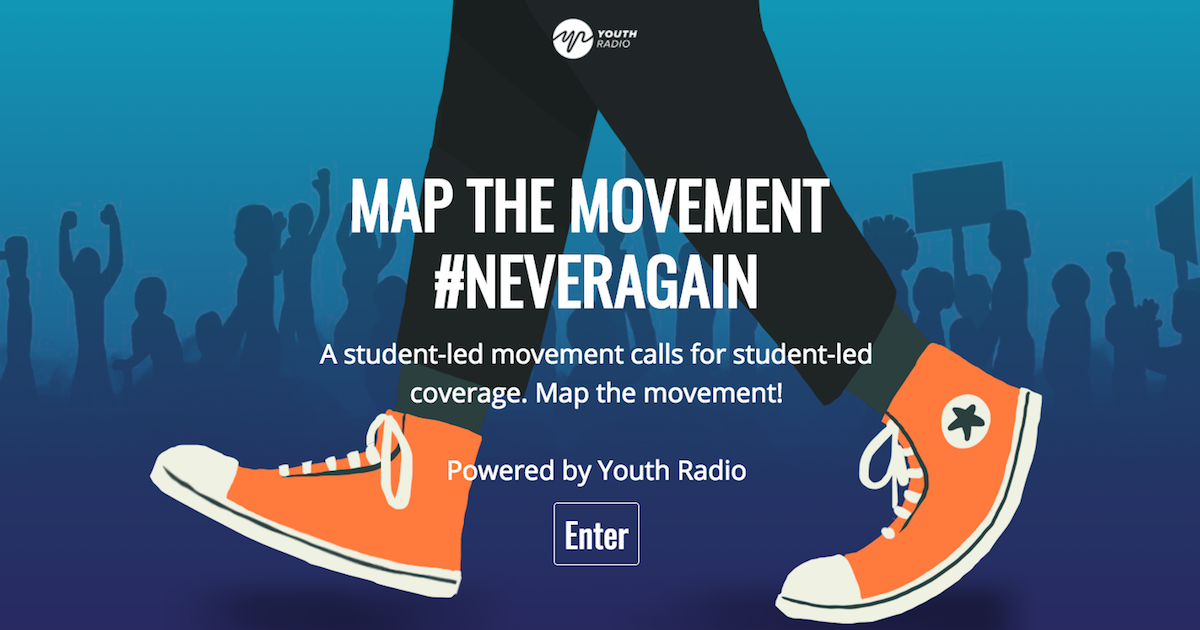 YOUTH
RADIO
MAP THE MOVEMENT
#NEVERAGAIN
A student-led movement calls for student-led
coverage. Map the movement!
Powered by Youth Radio
Enter